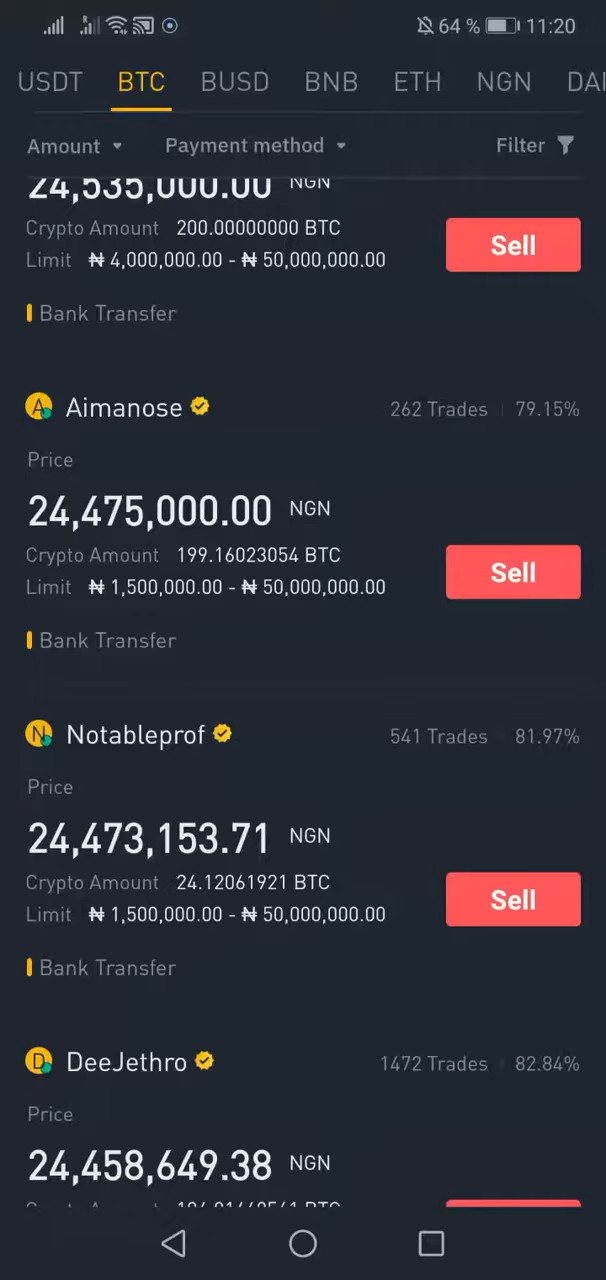 64 % 11:20
USDT BTC BUSD BNB ETH NGN DAI
Amount Payment method Filter
24,535,000.00 NGN
Crypto Amount 200.00000000 BTC
Limit ₦ 4,000,000.00 - ₦ 50,000,000.00
Sell
Bank Transfer
A Aimanose 262 Trades 79.15%
Price
24,475,000.00 NGN
Crypto Amount 199.16023054 BTC
Limit ₦ 1,500,000.00 - ₦ 50,000,000.00
Sell
Bank Transfer
N Notableprof 541 Trades 81.97%
Price
24,473,153.71 NGN
Crypto Amount 24.12061921 BTC
Limit ₦ 1,500,000.00 - ₦ 50,000,000.00
Sell
Bank Transfer
D DeeJethro 1472 Trades 82.84%
Price
24,458,649.38 NGN